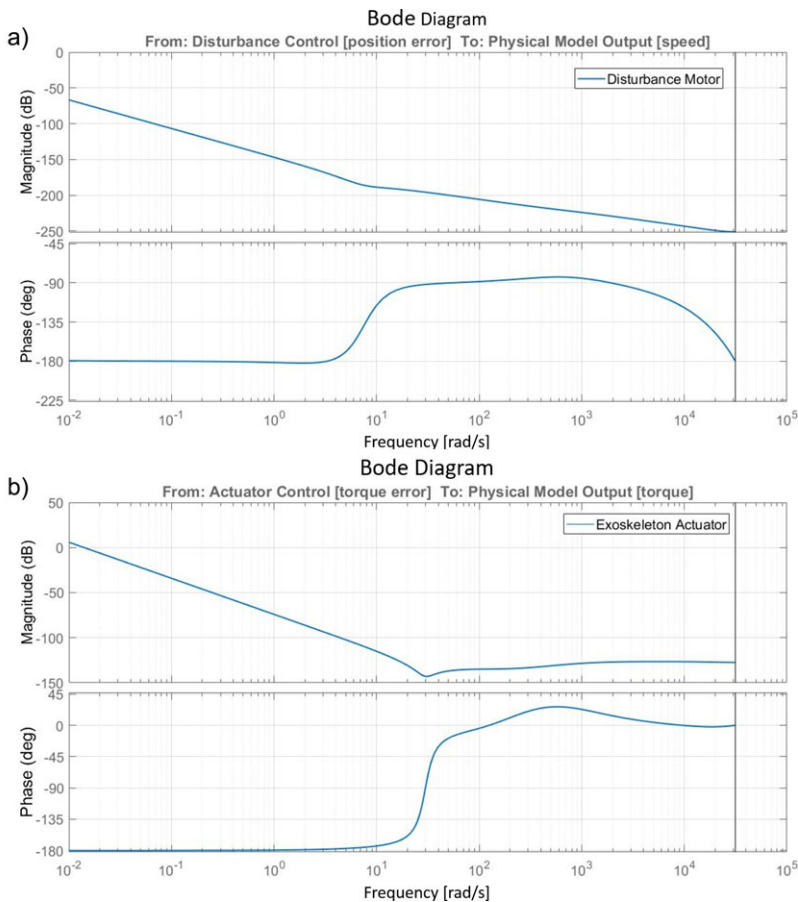 Bode Diagram
a)
From: Disturbance Control [position error] To: Physical Model Output [speed]
0
-50
-100
-150
-200
-250
Magnitude (dB)
Disturbance Motor
-45
-90
-135
-180
-225
Phase (deg)
10^-2 10^-1 10^0 10^1 10^2 10^3 10^4 10^5
Frequency [rad/s]
Bode Diagram
b)
From: Actuator Control [torque error] To: Physical Model Output [torque]
50
0
-50
-100
-150
Magnitude (dB)
Exoskeleton Actuator
45
0
-45
-90
-135
-180
Phase (deg)
10^-2 10^-1 10^0 10^1 10^2 10^3 10^4 10^5
Frequency [rad/s]